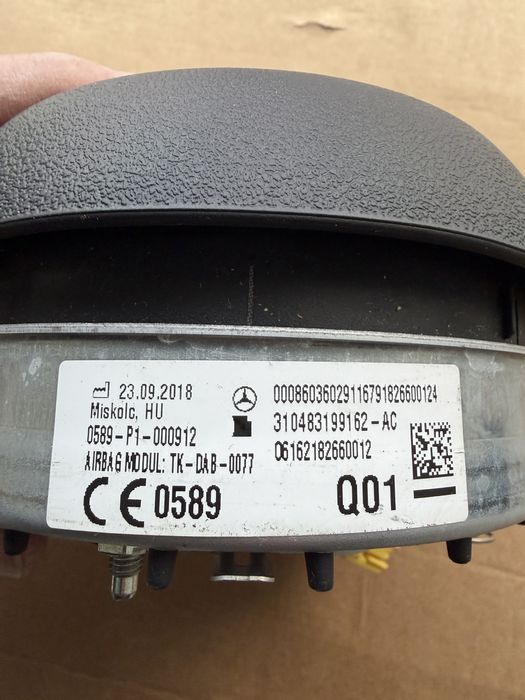 23.09.2018
Miskolc, HU
0589-P1-000912
AIRBAG MODUL: TK-DAB-0077
CE 0589
00086036029116791826600124
310483199162-AC
06162182660012
Q01